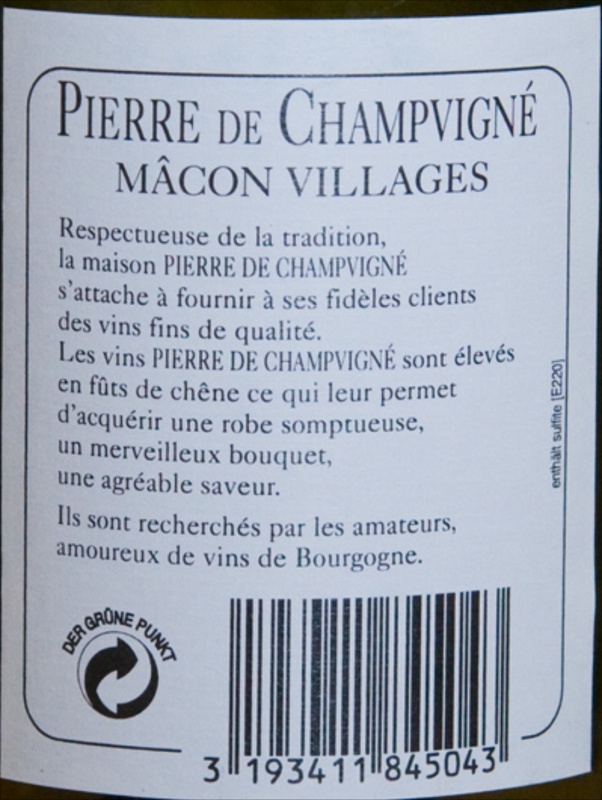 PIERRE DE CHAMPVIGNÉ
MÂCON VILLAGES
Respectueuse de la tradition,
la maison PIERRE DE CHAMPVIGNÉ
s'attache à fournir à ses fidèles clients
des vins fins de qualité.
Les vins PIERRE DE CHAMPVIGNÉ sont élevés
en fûts de chêne ce qui leur permet
d'acquérir une robe somptueuse,
un merveilleux bouquet,
une agréable saveur.
Ils sont recherchés par les amateurs,
amoureux de vins de Bourgogne.
enthält sulfite [E220]
DER GRÜNE PUNKT
3 193411 845043